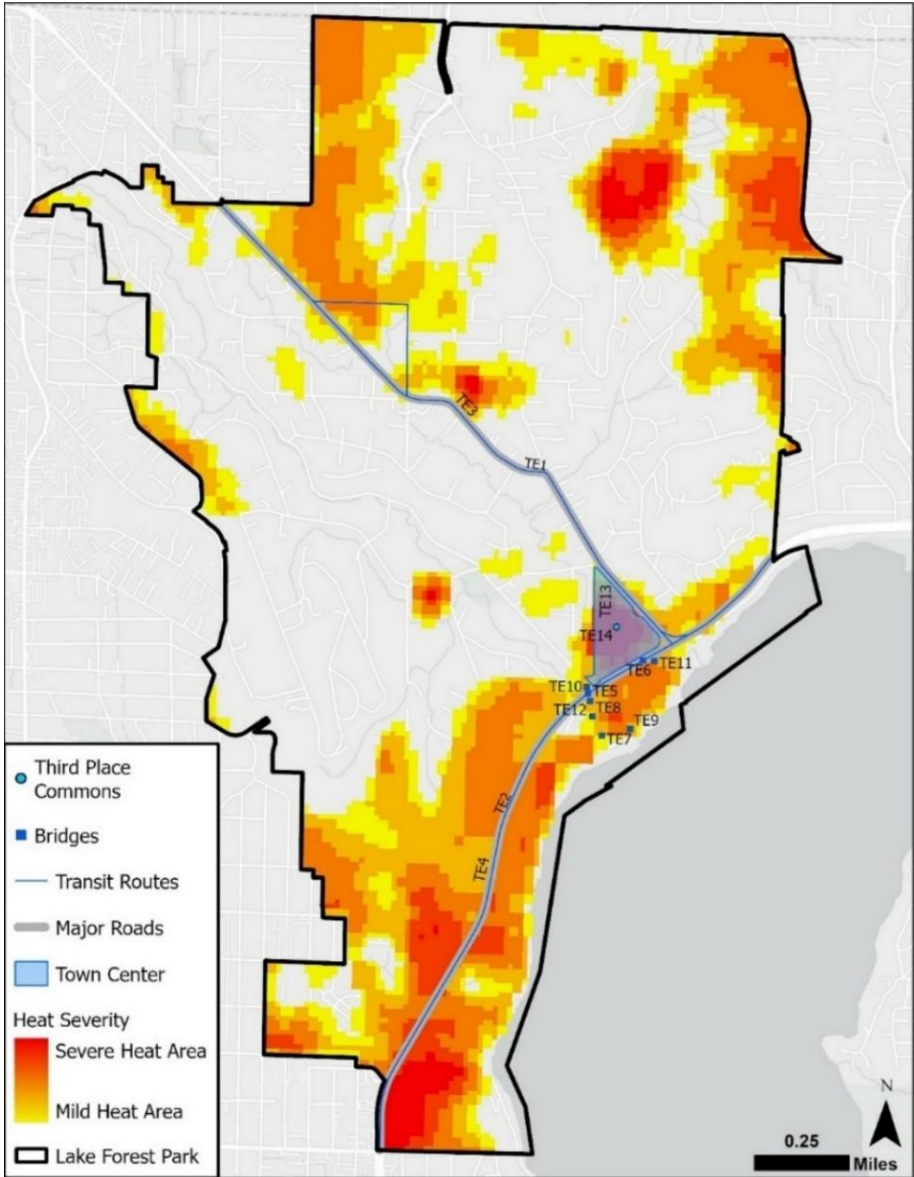 TE3
TE1
TE13
TE14
TE6
TE11
TE10
TE5
TE8
TE12
TE9
TE7
TE2
TE4
Third Place
Commons
Bridges
Transit Routes
Major Roads
Town Center
Heat Severity
Severe Heat Area
Mild Heat Area
Lake Forest Park
N
0.25
Miles